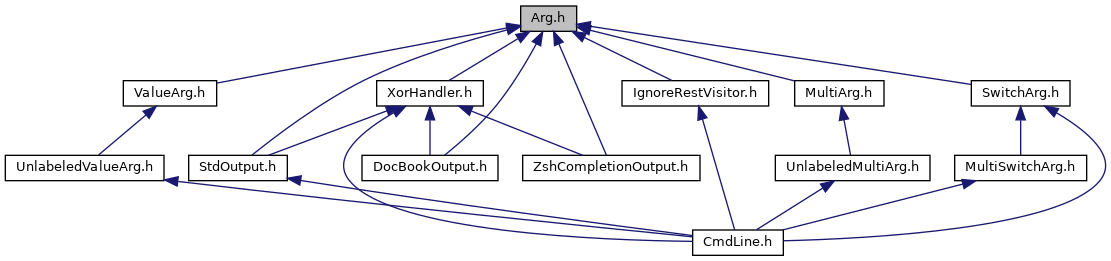 Arg.h
ValueArg.h
XorHandler.h
IgnoreRestVisitor.h
MultiArg.h
SwitchArg.h
UnlabeledValueArg.h
StdOutput.h
DocBookOutput.h
ZshCompletionOutput.h
UnlabeledMultiArg.h
MultiSwitchArg.h
CmdLine.h